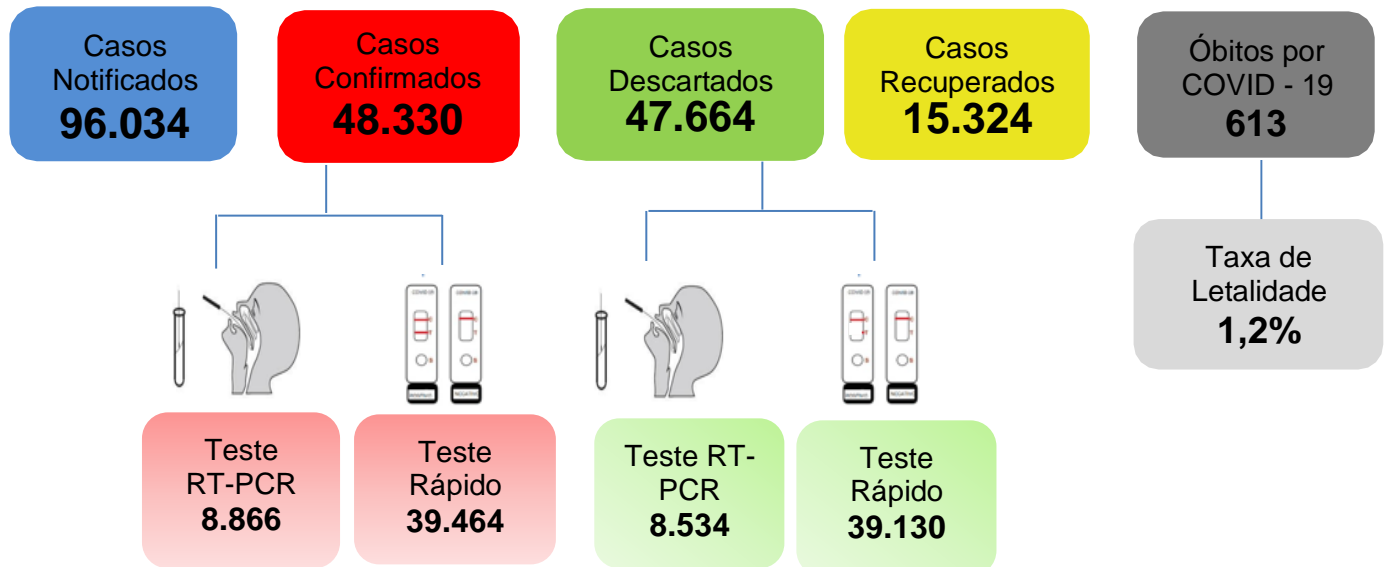 Casos
Notificados
96.034
Casos
Confirmados
48.330
Casos
Descartados
47.664
Casos
Recuperados
15.324
Óbitos por
COVID - 19
613
Taxa de
Letalidade
1,2%
Teste
RT-PCR
8.866
Teste
Rápido
39.464
Teste RT-
PCR
8.534
Teste
Rápido
39.130